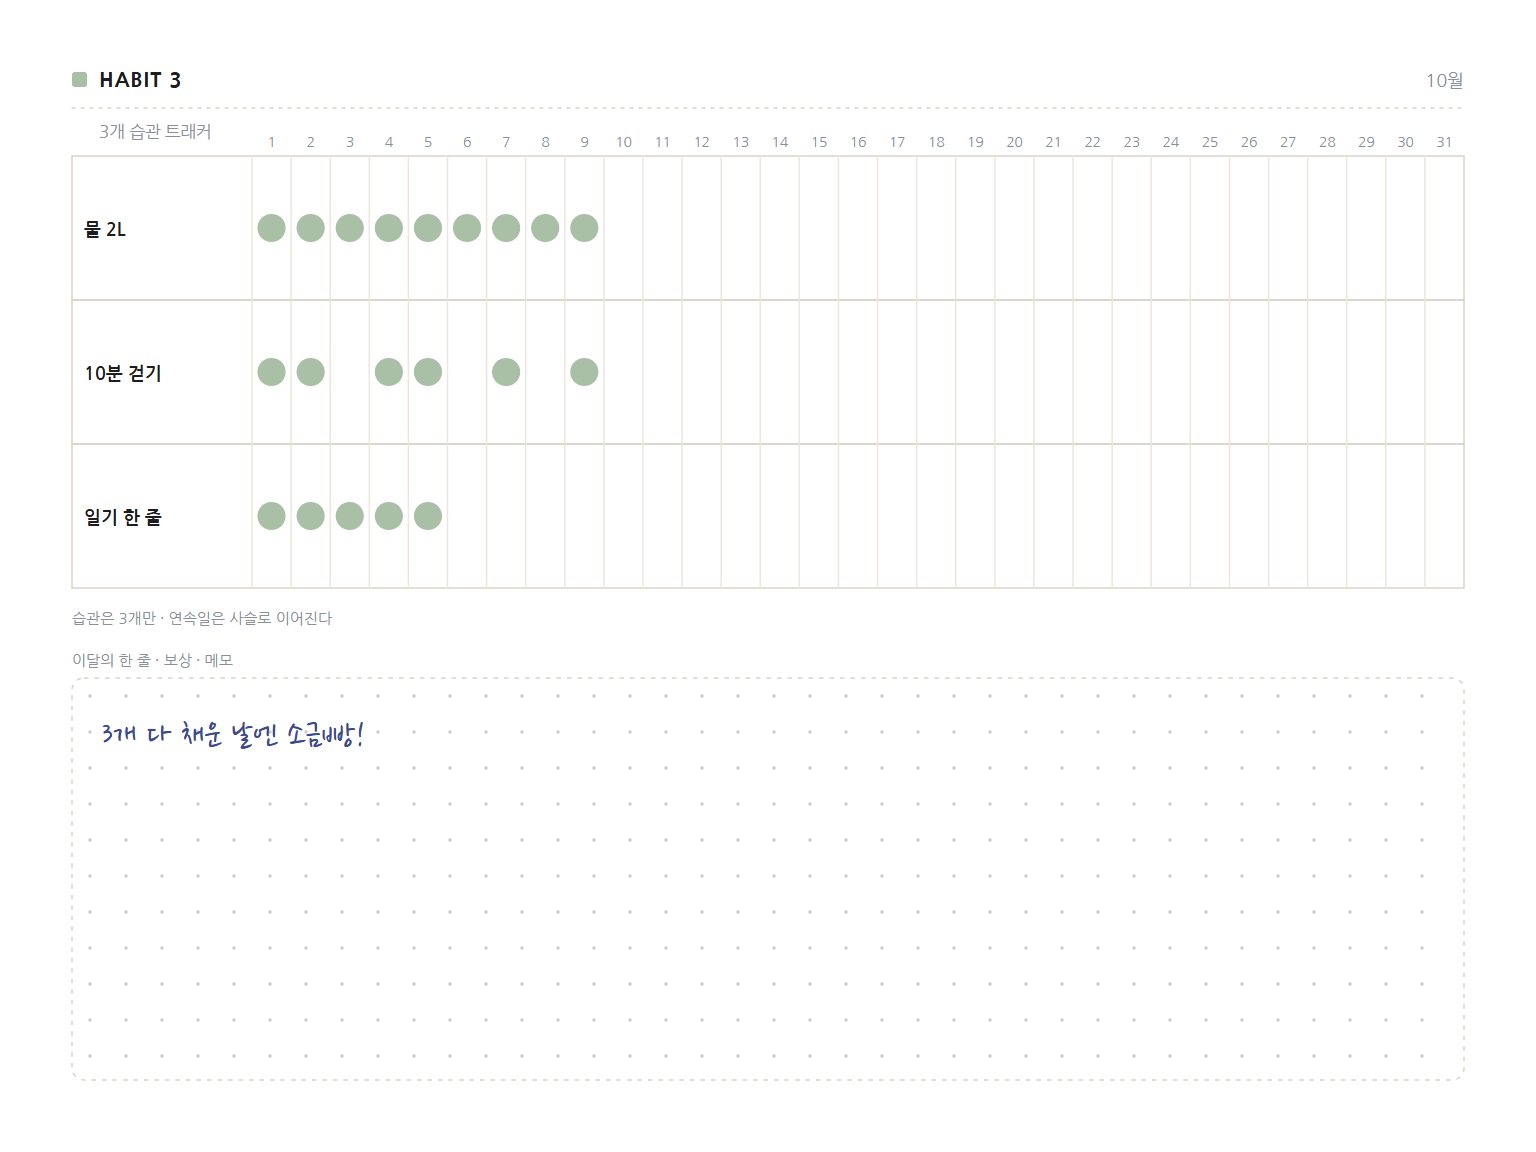 HABIT 3
10월
3개 습관 트래커
1 2 3 4 5 6 7 8 9 10 11 12 13 14 15 16 17 18 19 20 21 22 23 24 25 26 27 28 29 30 31
물 2L
10분 걷기
일기 한 줄
습관은 3개만 · 연속일은 사슬로 이어진다
이달의 한 줄 · 보상 · 메모
3개 다 채운 날엔 소금빵!